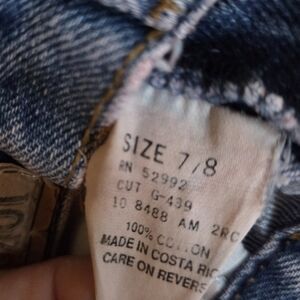 SIZE 7/8
RN 52992
CUT G-439
10 8488 AM 2RC
100% COTTON
MADE IN COSTA RIC
CARE ON REVERS